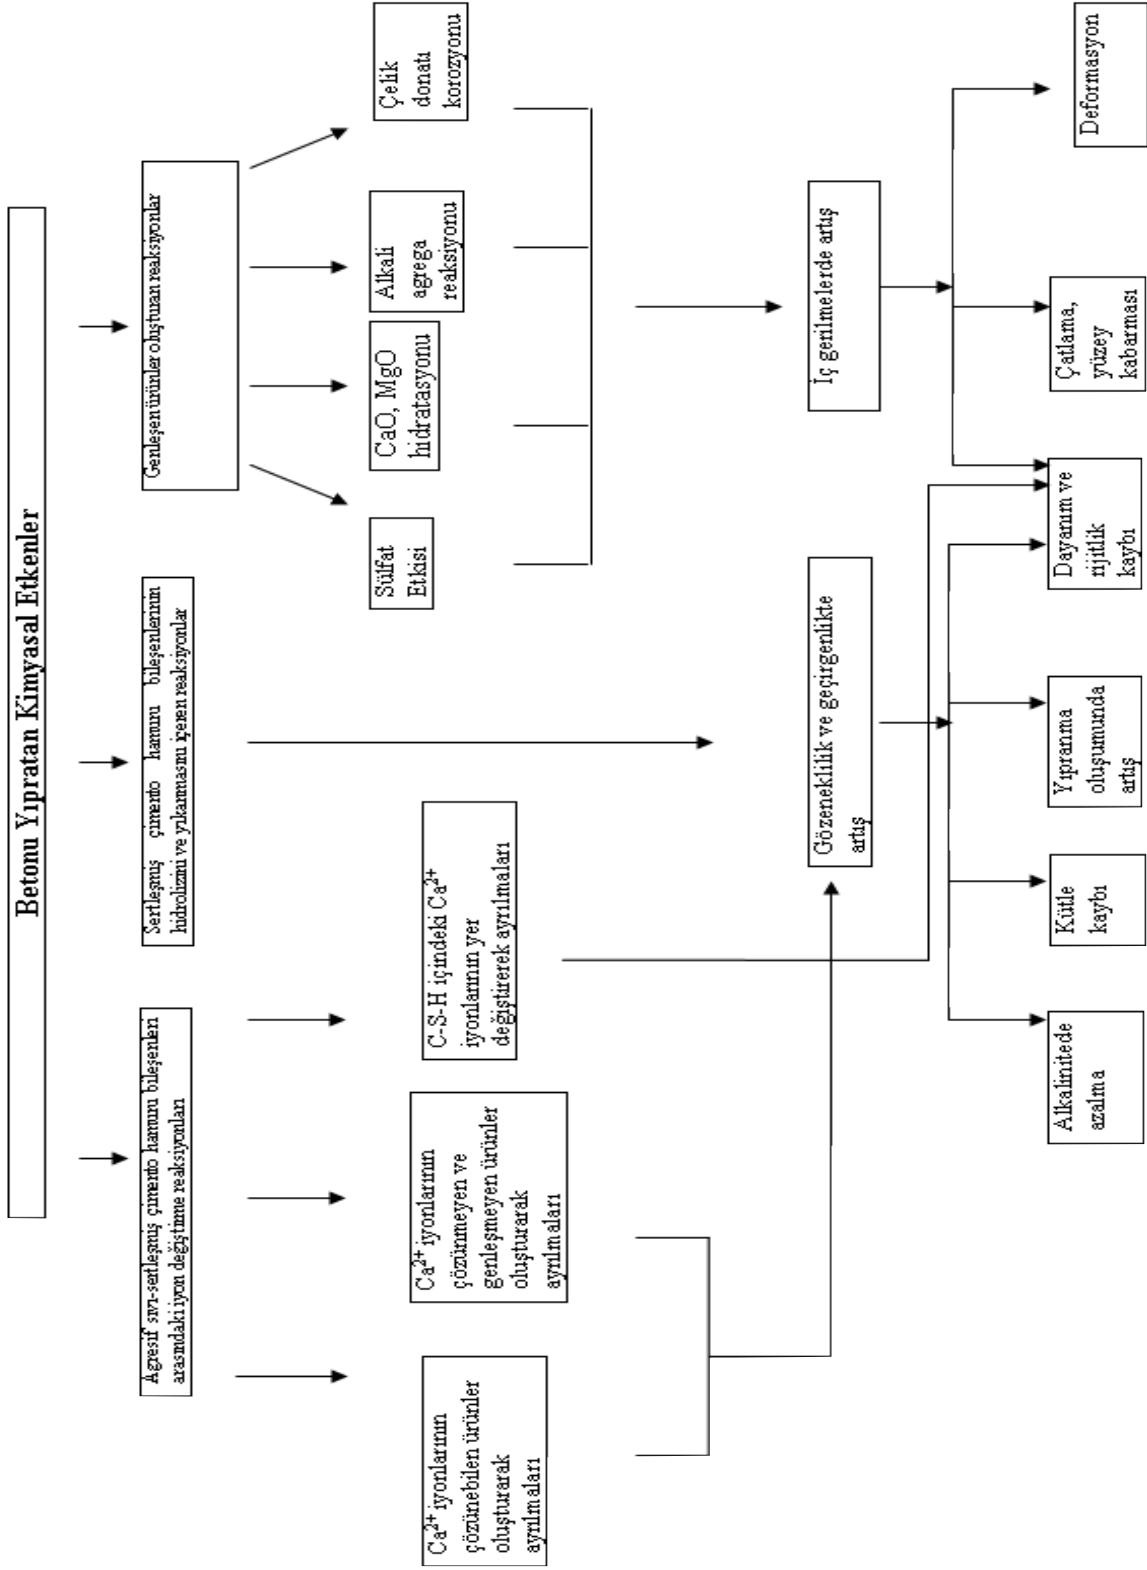 Betonu Yıpratan Kimyasal Etkenler
Agresif sıvı-sertleşmiş çimento hamuru bileşenleri
arasındaki iyon değiştirme reaksiyonları
Sertleşmiş çimento hamuru bileşenlerinin
hidrolizini ve yıkanmasını içeren reaksiyonlar
Genleşen ürünler oluşturan reaksiyonlar
Ca2+ iyonlarının
çözünebilen ürünler
oluşturarak
ayrılmaları
Ca2+ iyonlarının
çözünmeyen ve
genleşmeyen ürünler
oluşturarak
ayrılmaları
C-S-H içindeki Ca2+
iyonlarının yer
değiştirerek ayrılmaları
Sülfat
Etkisi
CaO, MgO
hidratasyonu
Alkali
agrega
reaksiyonu
Çelik
donatı
korozyonu
Gözeneklilik ve geçirgenlikte
artış
İç gerilmelerde artış
Alkalinitede
azalma
Kütle
kaybı
Yıpranma
oluşumunda
artış
Dayanım ve
rijitlik
kaybı
Çatlama,
yüzey
kabarması
Deformasyon